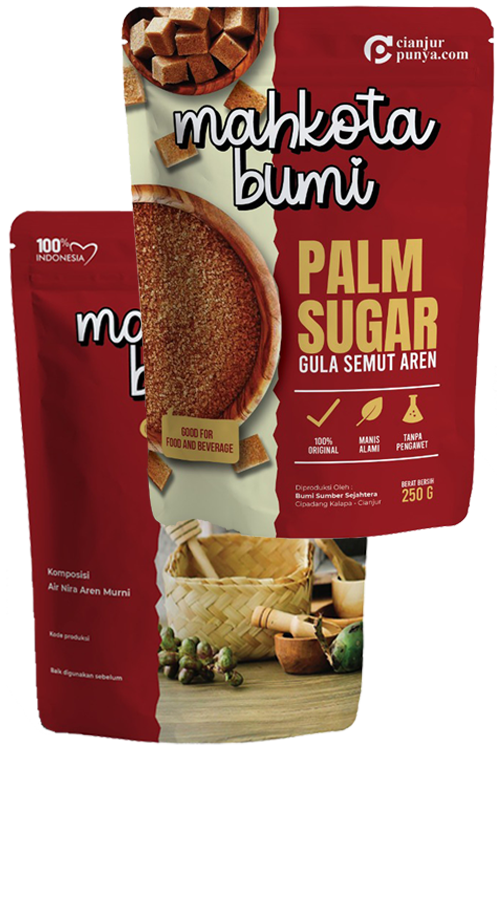 cianjur
punya.com
mahkota
bumi
PALM
SUGAR
GULA SEMUT AREN
100%
ORIGINAL
MANIS
ALAMI
TANPA
PENGAWET
GOOD FOR
FOOD AND BEVERAGE
Diproduksi Oleh :
Bumi Sumber Sejahtera
Cipadang Kalapa - Cianjur
BERAT BERSIH
250 G
100%
INDONESIA
Komposisi
Air Nira Aren Murni
Kode produksi
Baik digunakan sebelum